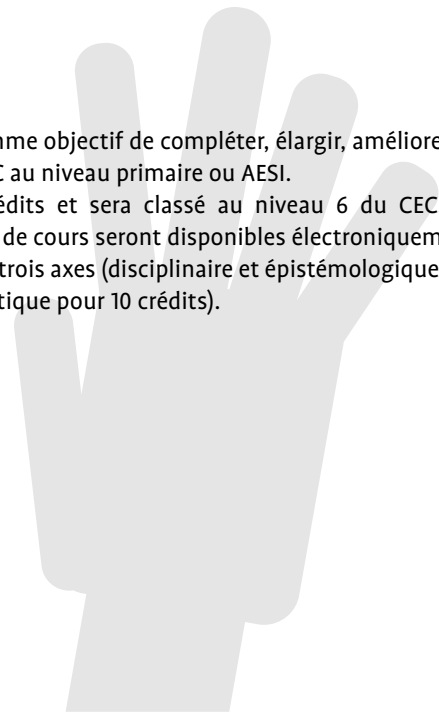 mme objectif de compléter, élargir, améliore
C au niveau primaire ou AESI.
édits et sera classé au niveau 6 du CEC
de cours seront disponibles électroniquem
trois axes (disciplinaire et épistémologique
tique pour 10 crédits).